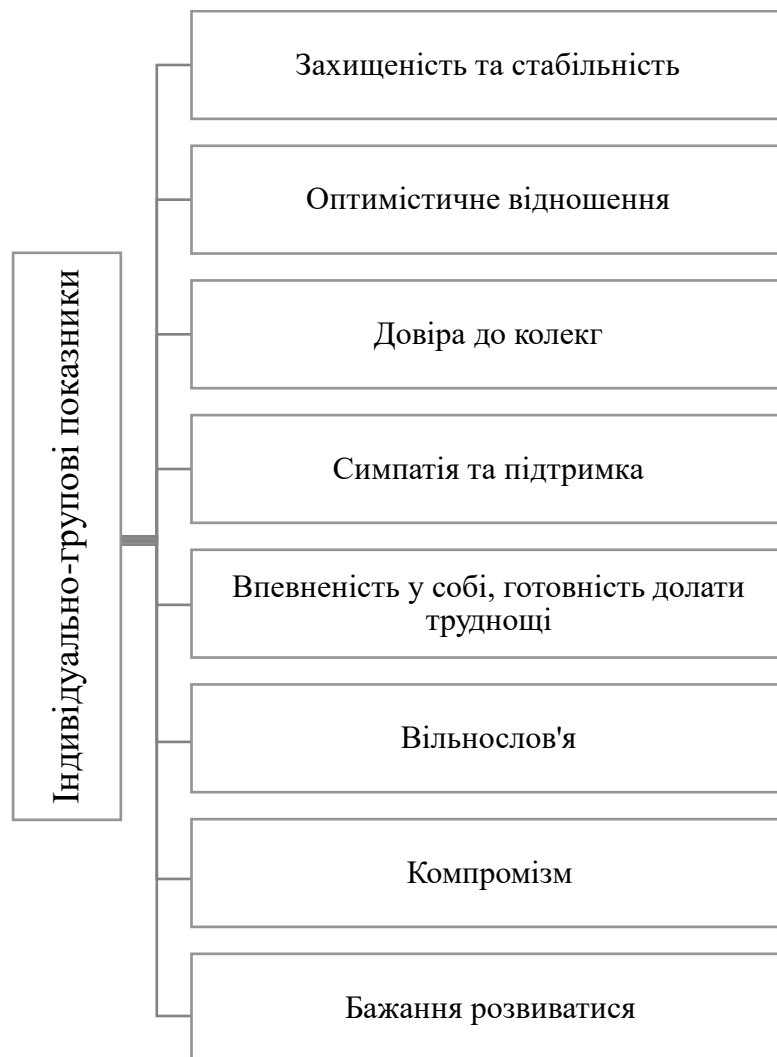 Індивідуально-групові показники
Захищеність та стабільність
Оптимістичне відношення
Довіра до колекг
Симпатія та підтримка
Впевненість у собі, готовність долати
труднощі
Вільнослов'я
Компромізм
Бажання розвиватися